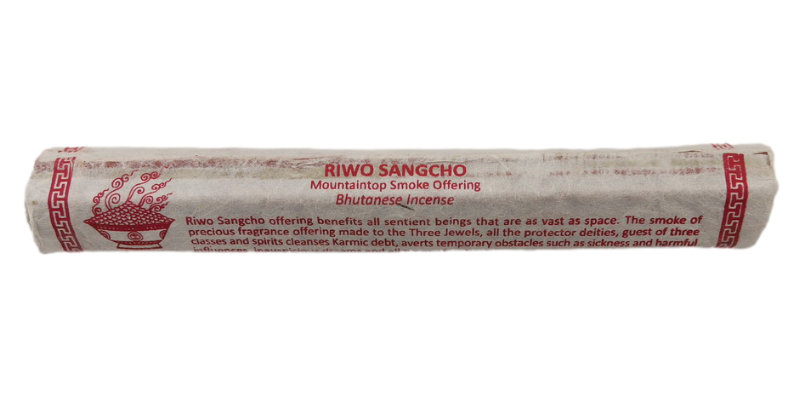 RIWO SANGCHO
Mountaintop Smoke Offering
Bhutanese Incense
Riwo Sangcho offering benefits all sentient beings that are as vast as space. The smoke of
precious fragrance offering made to the Three Jewels, all the protector deities, guest of three
classes and spirits cleanses Karmic debt, averts temporary obstacles such as sickness and harmful